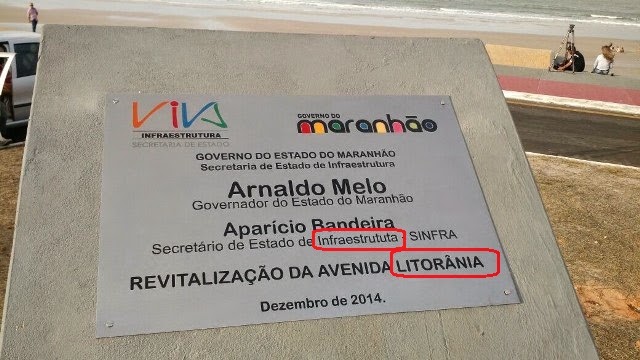 VIVA
INFRAESTRUTURA
SECRETARIA DE ESTADO
GOVERNO DO
maranhão
GOVERNO DO ESTADO DO MARANHÃO
Secretaria de Estado de Infraestrutura
Arnaldo Melo
Governador do Estado do Maranhão
Aparício Bandeira
Secretário de Estado de Infraestrututa - SINFRA
REVITALIZAÇÃO DA AVENIDA LITORÂNIA
Dezembro de 2014.